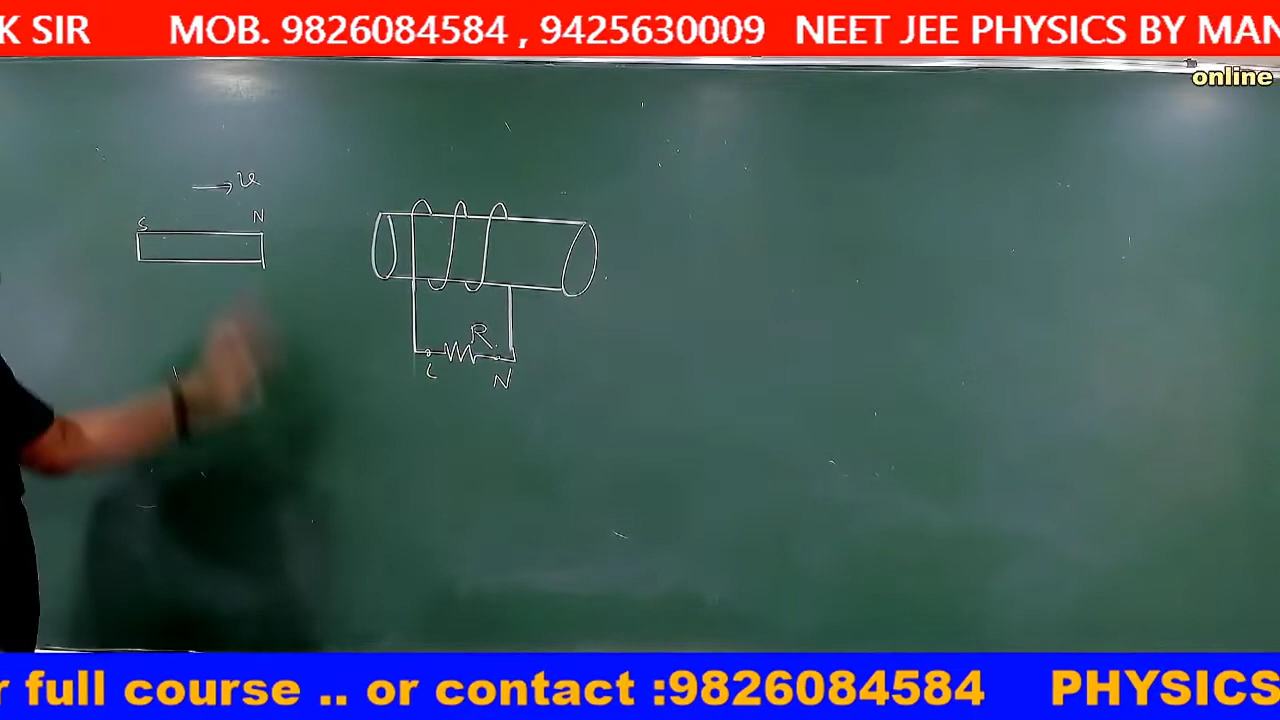 K SIR MOB. 9826084584 , 9425630009 NEET JEE PHYSICS BY MAN
online
→ v
S N
R
L N
r full course .. or contact :9826084584 PHYSICS